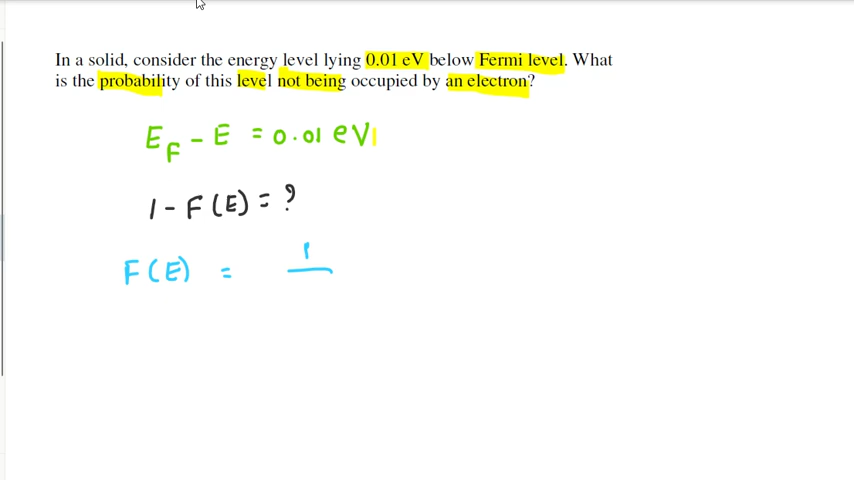 In a solid, consider the energy level lying 0.01 eV below Fermi level. What
is the probability of this level not being occupied by an electron?
E_F - E = 0.01 eV
1 - F(E) = ?
F(E) = 1